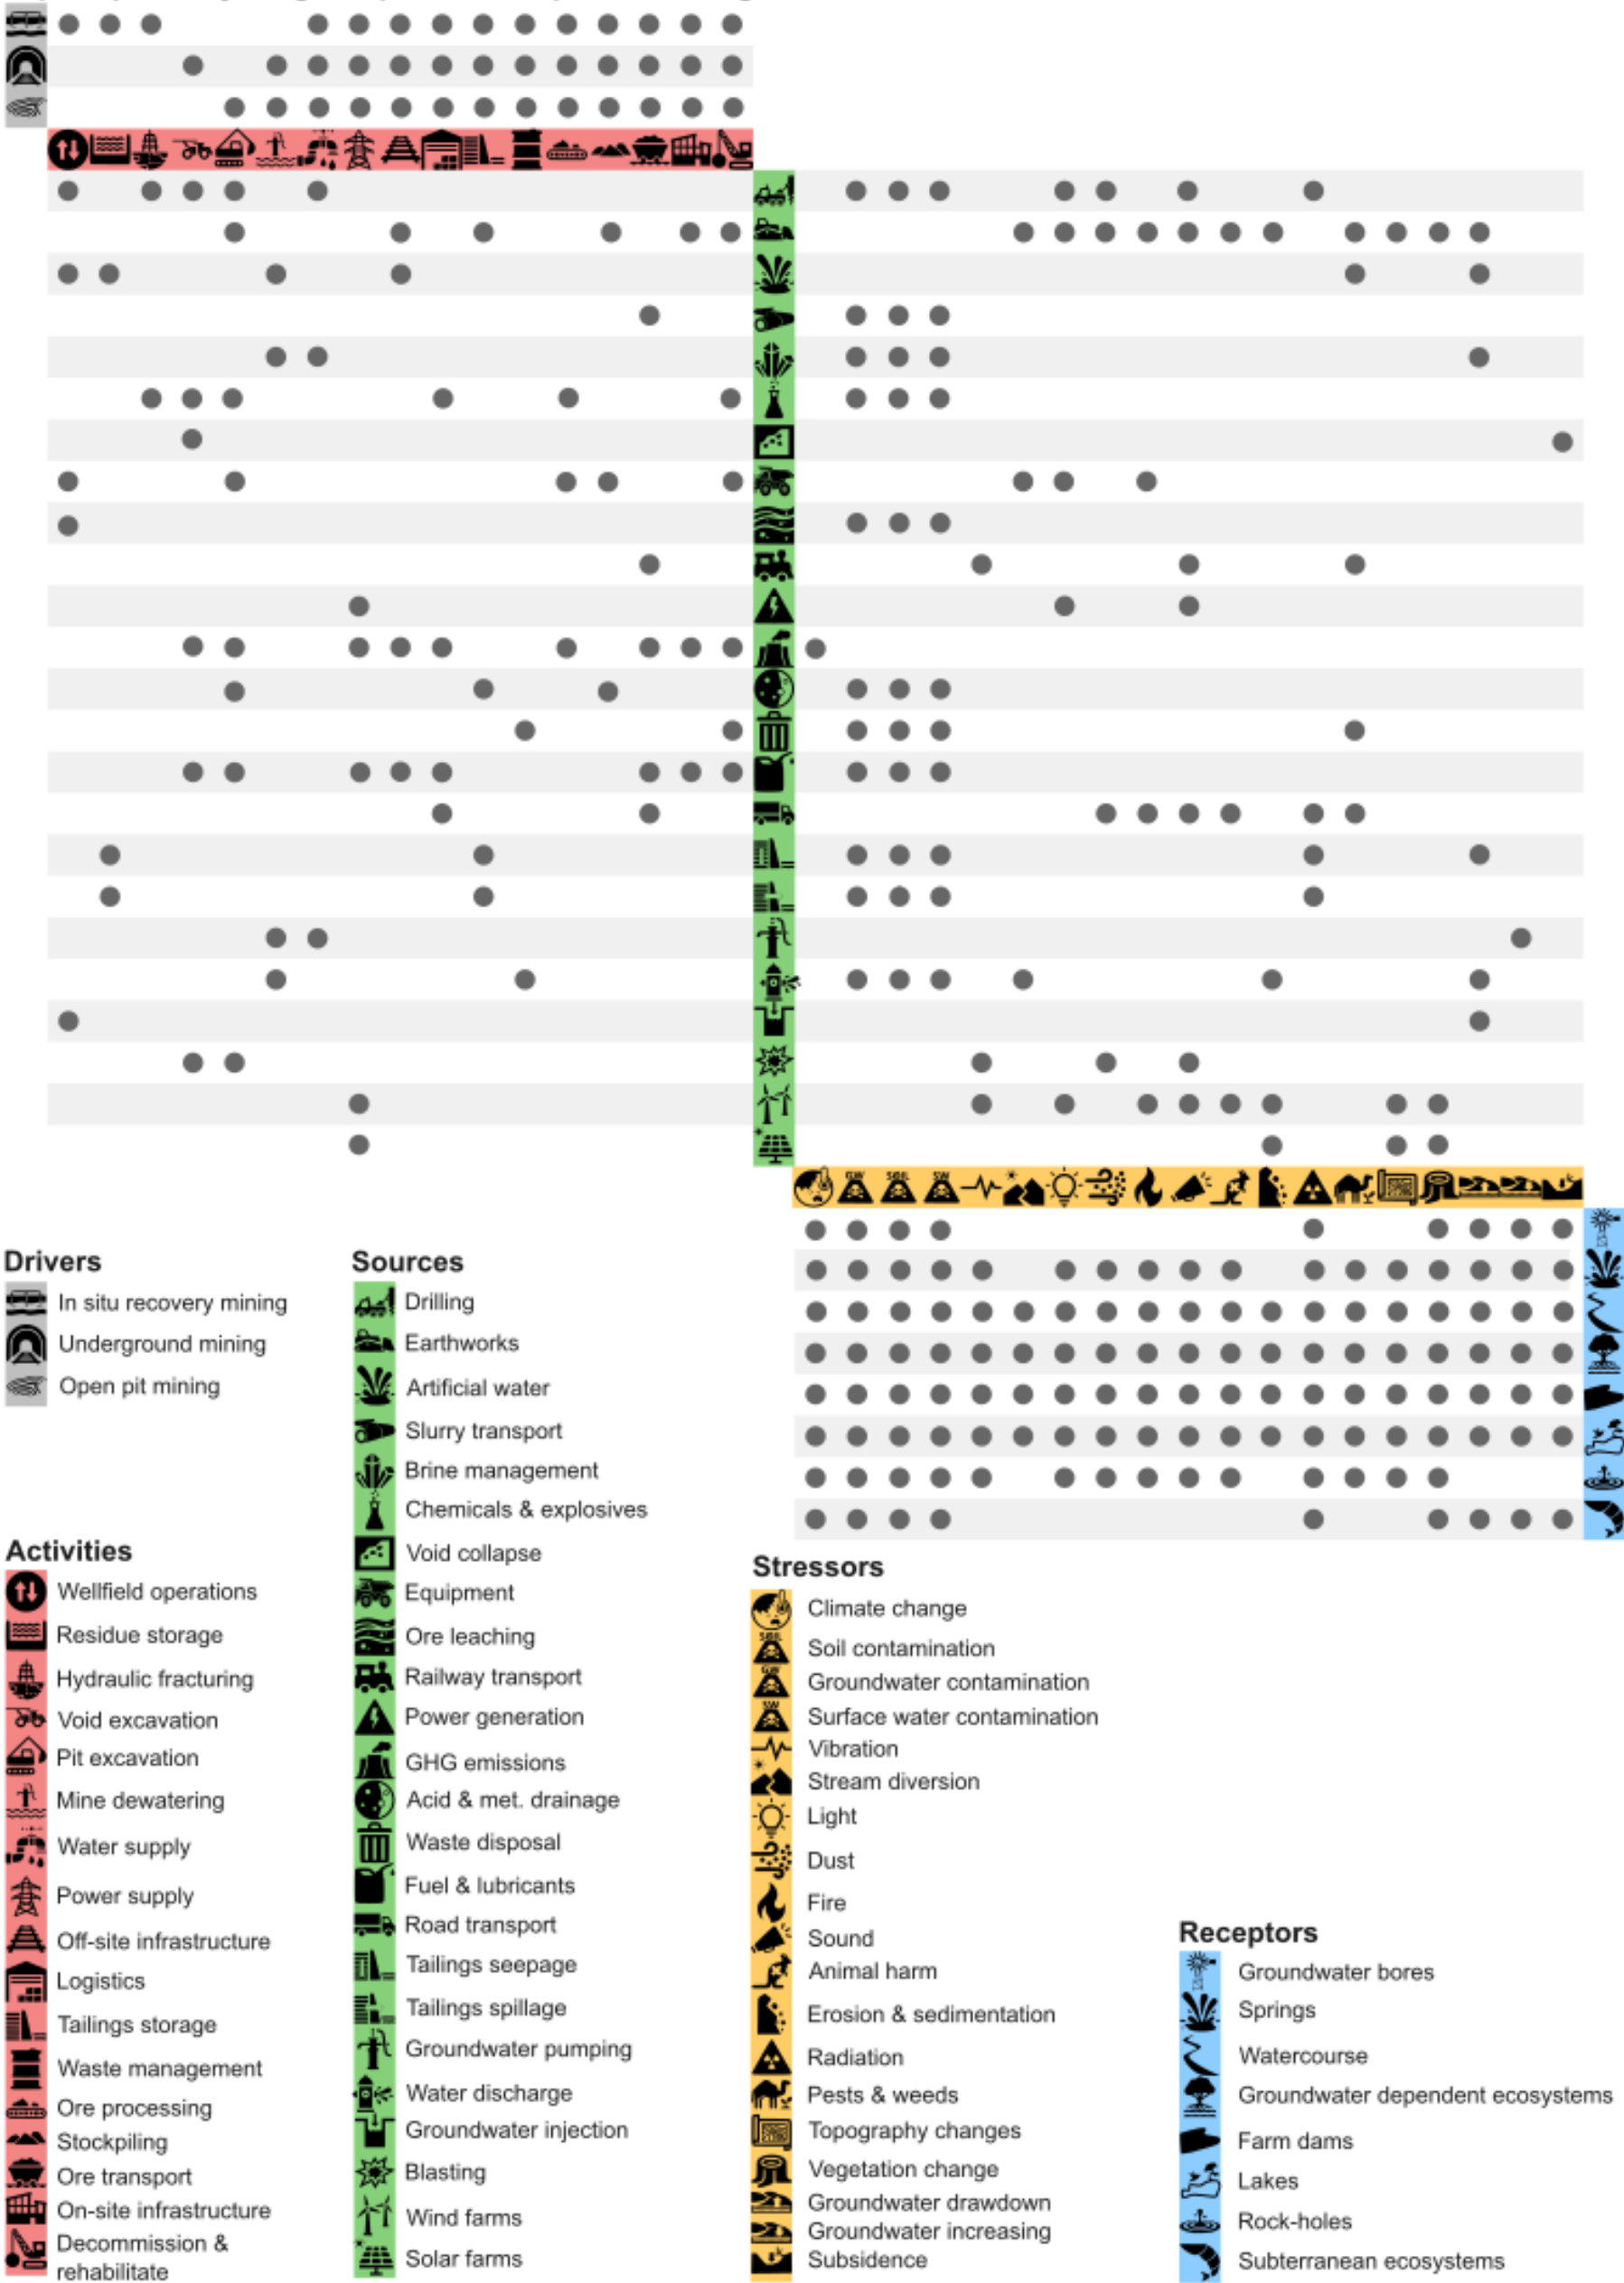 GW
SOIL
SW
Drivers
In situ recovery mining
Underground mining
Open pit mining
Activities
Wellfield operations
Residue storage
Hydraulic fracturing
Void excavation
Pit excavation
Mine dewatering
Water supply
Power supply
Off-site infrastructure
Logistics
Tailings storage
Waste management
Ore processing
Stockpiling
Ore transport
On-site infrastructure
Decommission &
rehabilitate
Sources
Drilling
Earthworks
Artificial water
Slurry transport
Brine management
Chemicals & explosives
Void collapse
Equipment
Ore leaching
Railway transport
Power generation
GHG emissions
Acid & met. drainage
Waste disposal
Fuel & lubricants
Road transport
Tailings seepage
Tailings spillage
Groundwater pumping
Water discharge
Groundwater injection
Blasting
Wind farms
Solar farms
Stressors
Climate change
SOIL
Soil contamination
GW
Groundwater contamination
SW
Surface water contamination
Vibration
Stream diversion
Light
Dust
Fire
Sound
Animal harm
Erosion & sedimentation
Radiation
Pests & weeds
Topography changes
Vegetation change
Groundwater drawdown
Groundwater increasing
Subsidence
Receptors
Groundwater bores
Springs
Watercourse
Groundwater dependent ecosystems
Farm dams
Lakes
Rock-holes
Subterranean ecosystems